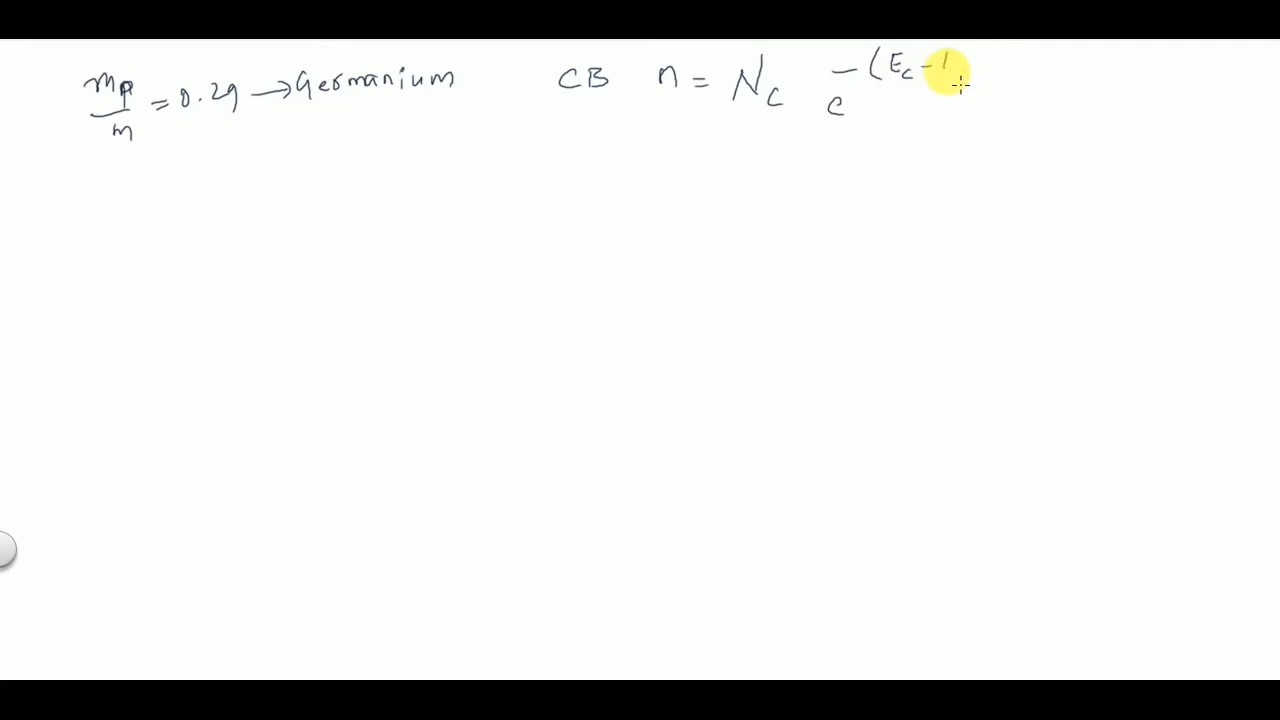 mp/m = 0.29 → Germanium CB n = Nc e^-(Ec-